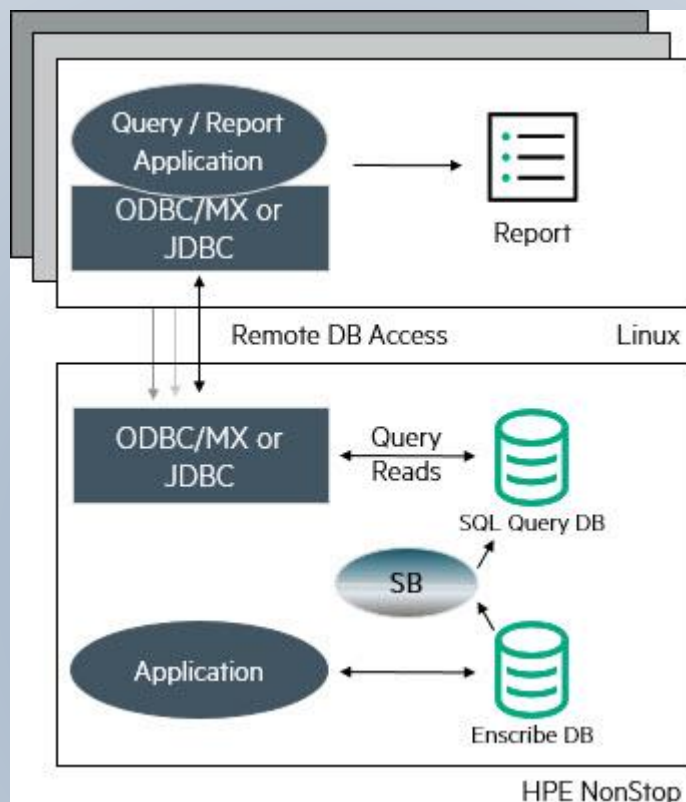 Query / Report
Application
ODBC/MX or
JDBC
Report
Remote DB Access
Linux
ODBC/MX or
JDBC
Query
Reads
SQL Query DB
SB
Application
Enscribe DB
HPE NonStop